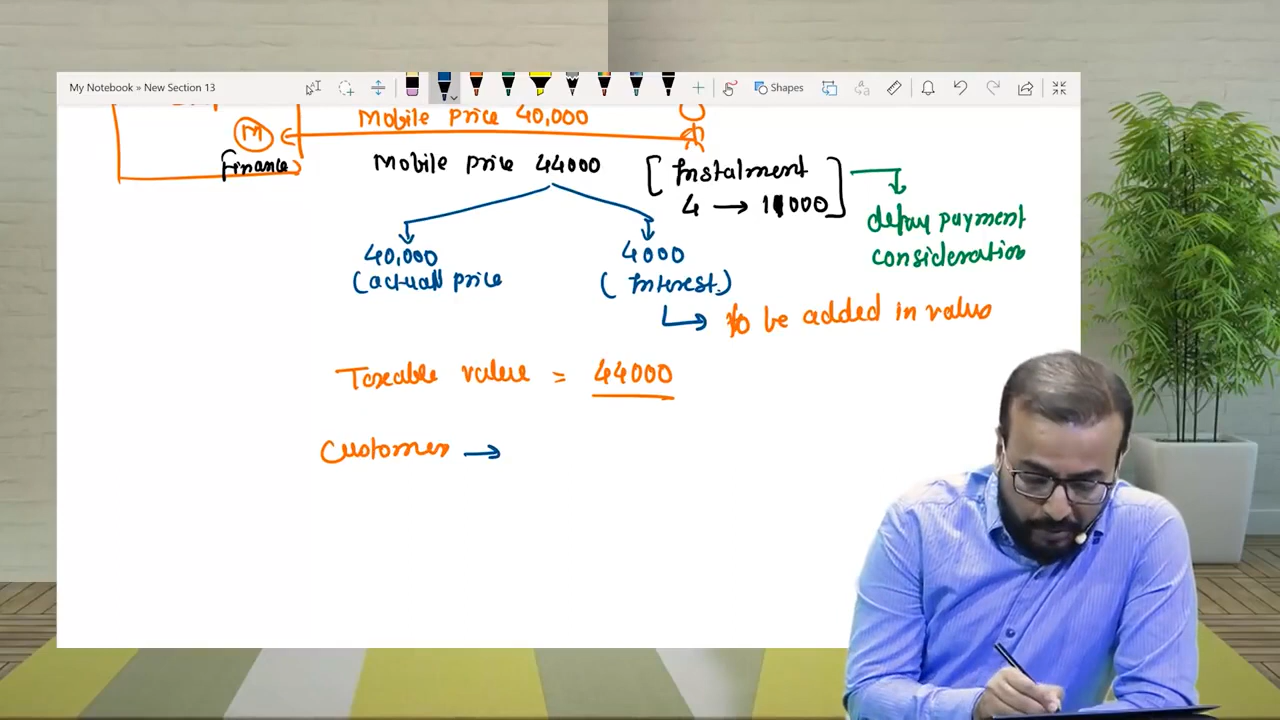 My Notebook » New Section 13
Shapes
Mobile price 40,000
M
Finance
Mobile price 44000
[ Instalment
4 → 11000 ]
delay payment
consideration
40,000
(actual price
4000
( Interest.)
to be added in value
Taxable value = 44000
Customer →